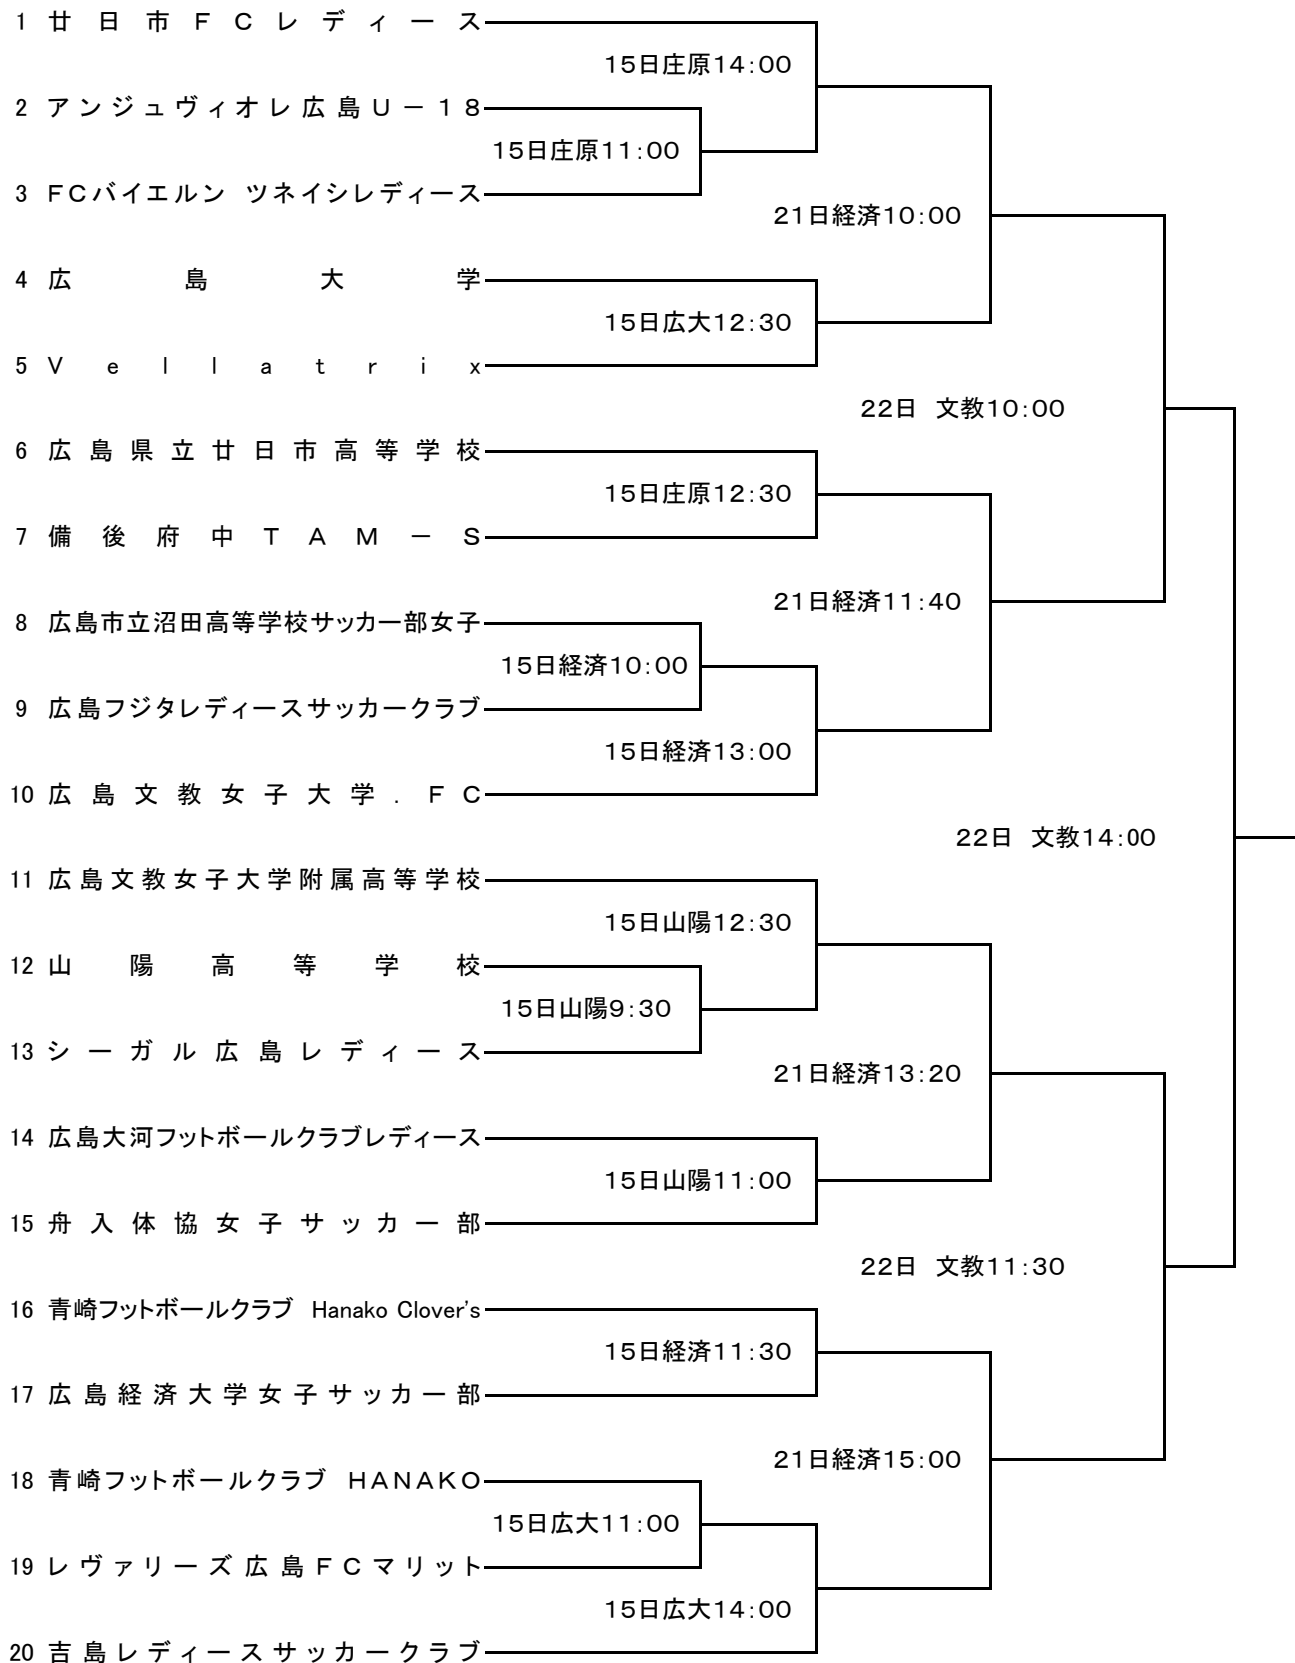 1 廿日市FCレディース
15日庄原14:00
2 アンジュヴィオレ広島U-18
15日庄原11:00
3 FCバイエルン ツネイシレディース
21日経済10:00
4 広島大学
15日広大12:30
5 Vellatrix
22日 文教10:00
6 広島県立廿日市高等学校
15日庄原12:30
7 備後府中TAM-S
21日経済11:40
8 広島市立沼田高等学校サッカー部女子
15日経済10:00
9 広島フジタレディースサッカークラブ
15日経済13:00
10 広島文教女子大学.FC
22日 文教14:00
11 広島文教女子大学附属高等学校
15日山陽12:30
12 山陽高等学校
15日山陽9:30
13 シーガル広島レディース
21日経済13:20
14 広島大河フットボールクラブレディース
15日山陽11:00
15 舟入体協女子サッカー部
22日 文教11:30
16 青崎フットボールクラブ Hanako Clover's
15日経済11:30
17 広島経済大学女子サッカー部
21日経済15:00
18 青崎フットボールクラブ HANAKO
15日広大11:00
19 レヴァリーズ広島FCマリット
15日広大14:00
20 吉島レディースサッカークラブ